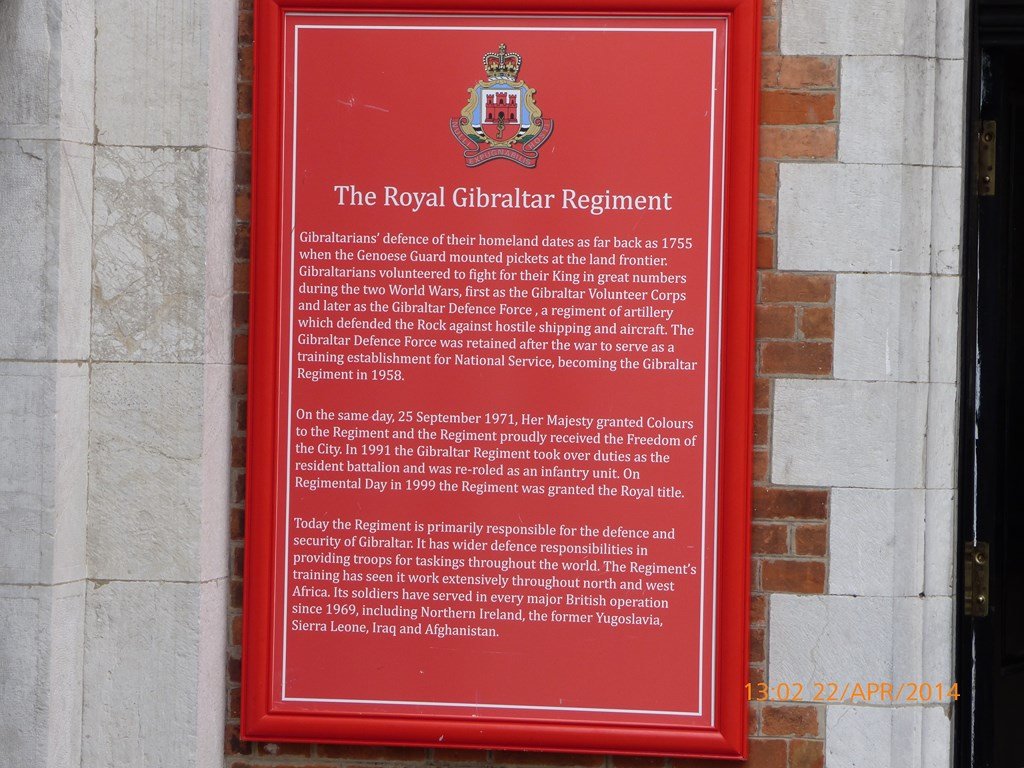 NULLI EXPUGNABILIS HOSTI
The Royal Gibraltar Regiment
Gibraltarians' defence of their homeland dates as far back as 1755
when the Genoese Guard mounted pickets at the land frontier.
Gibraltarians volunteered to fight for their King in great numbers
during the two World Wars, first as the Gibraltar Volunteer Corps
and later as the Gibraltar Defence Force , a regiment of artillery
which defended the Rock against hostile shipping and aircraft. The
Gibraltar Defence Force was retained after the war to serve as a
training establishment for National Service, becoming the Gibraltar
Regiment in 1958.
On the same day, 25 September 1971, Her Majesty granted Colours
to the Regiment and the Regiment proudly received the Freedom of
the City. In 1991 the Gibraltar Regiment took over duties as the
resident battalion and was re-roled as an infantry unit. On
Regimental Day in 1999 the Regiment was granted the Royal title.
Today the Regiment is primarily responsible for the defence and
security of Gibraltar. It has wider defence responsibilities in
providing troops for taskings throughout the world. The Regiment's
training has seen it work extensively throughout north and west
Africa. Its soldiers have served in every major British operation
since 1969, including Northern Ireland, the former Yugoslavia,
Sierra Leone, Iraq and Afghanistan.
13:02 22/APR/2014